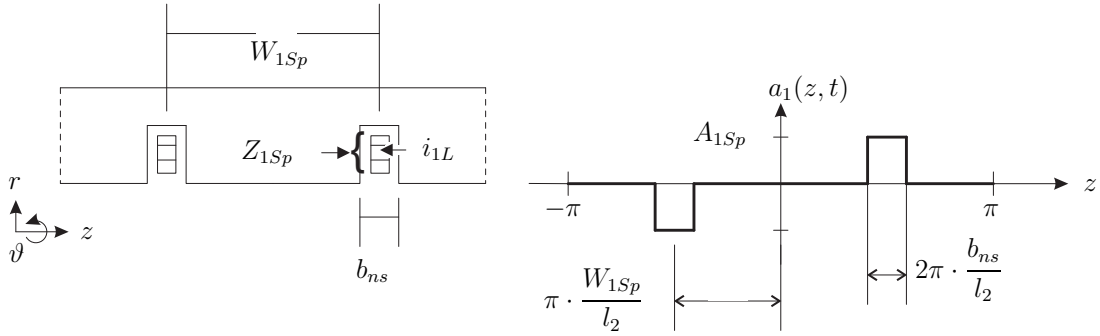 W_{1Sp}
Z_{1Sp}
i_{1L}
r
z
ϑ
b_{ns}
a_1(z, t)
A_{1Sp}
z
−π
π
π · W_{1Sp}/l_2
2π · b_{ns}/l_2